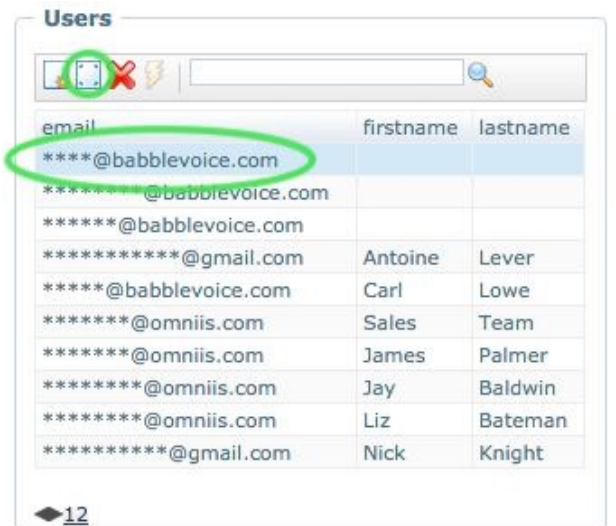 Users
email firstname lastname
****@babblevoice.com
********@babblevoice.com
******@babblevoice.com
***********@gmail.com Antoine Lever
*****@babblevoice.com Carl Lowe
*******@omniis.com Sales Team
*******@omniis.com James Palmer
********@omniis.com Jay Baldwin
********@omniis.com Liz Bateman
**********@gmail.com Nick Knight
12